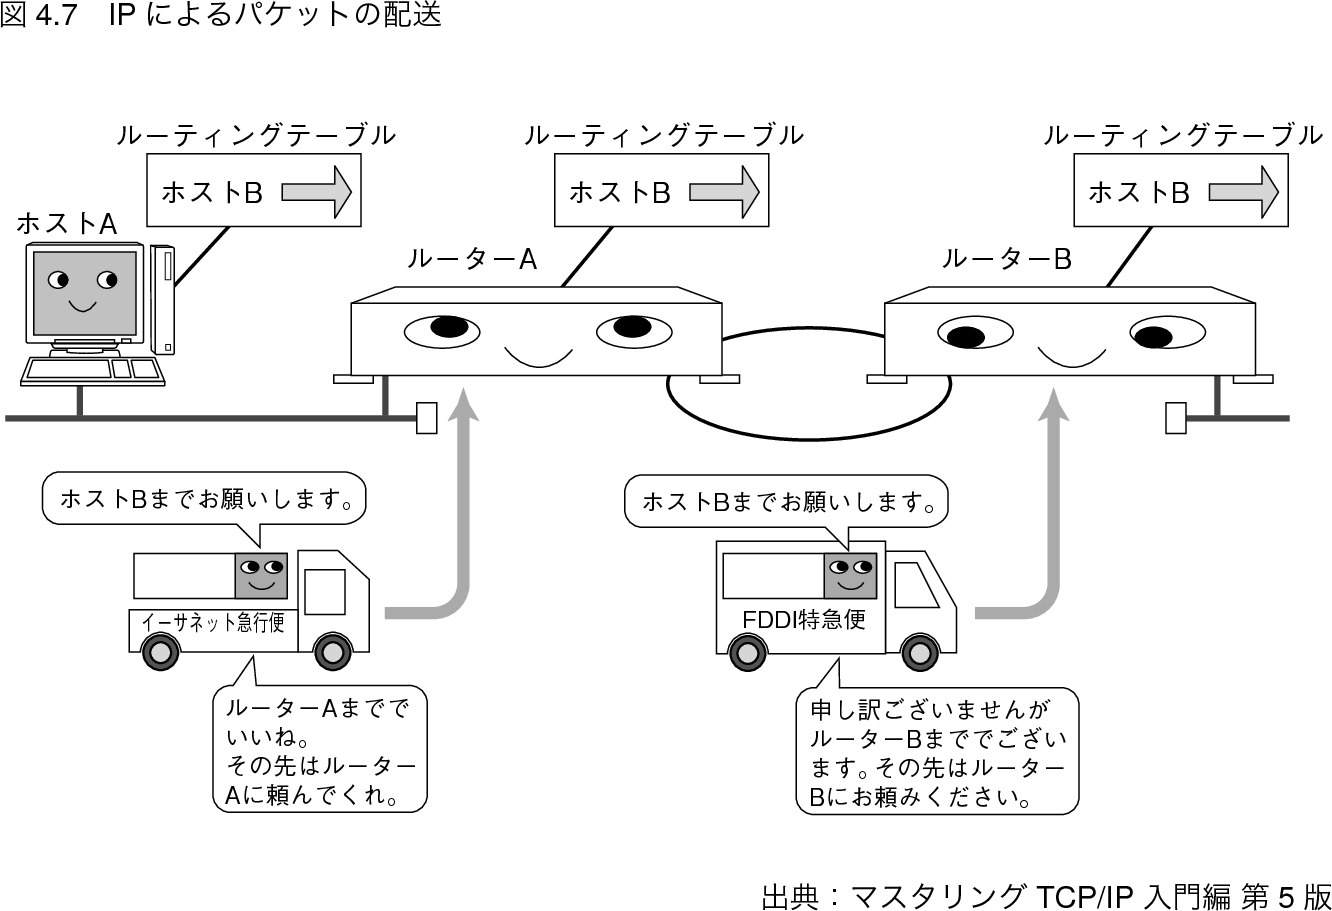 図 4.7　IP によるパケットの配送
ルーティングテーブル
ホストB
ルーティングテーブル
ホストB
ルーティングテーブル
ホストB
ホストA
ルーターA
ルーターB
ホストBまでお願いします。
イーサネット急行便
ルーターAまでで
いいね。
その先はルーター
Aに頼んでくれ。
ホストBまでお願いします。
FDDI特急便
申し訳ございませんが
ルーターBまででござい
ます。その先はルーター
Bにお頼みください。
出典：マスタリング TCP/IP 入門編 第 5 版